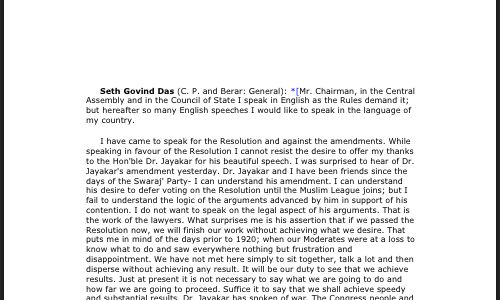 Seth Govind Das (C. P. and Berar: General): *[Mr. Chairman, in the Central
Assembly and in the Council of State I speak in English as the Rules demand it;
but hereafter so many English speeches I would like to speak in the language of
my country.
I have came to speak for the Resolution and against the amendments. While
speaking in favour of the Resolution I cannot resist the desire to offer my thanks
to the Hon'ble Dr. Jayakar for his beautiful speech. I was surprised to hear of Dr.
Jayakar's amendment yesterday. Dr. Jayakar and I have been friends since the
days of the Swaraj' Party- I can understand his amendment. I can understand
his desire to defer voting on the Resolution until the Muslim League joins; but I
fail to understand the logic of the arguments advanced by him in support of his
contention. I do not want to speak on the legal aspect of his arguments. That is
the work of the lawyers. What surprises me is his assertion that if we passed the
Resolution now, we will finish our work without achieving what we desire. That
puts me in mind of the days prior to 1920; when our Moderates were at a loss to
know what to do and saw everywhere nothing but frustration and
disappointment. We have not met here simply to sit together, talk a lot and then
disperse without achieving any result. It will be our duty to see that we achieve
results. Just at present it is not necessary to say what we are going to do and
how far we are going to proceed. Suffice it to say that we shall achieve speedy
and substantial results. Dr. Jayakar has spoken of war. The Congress people and